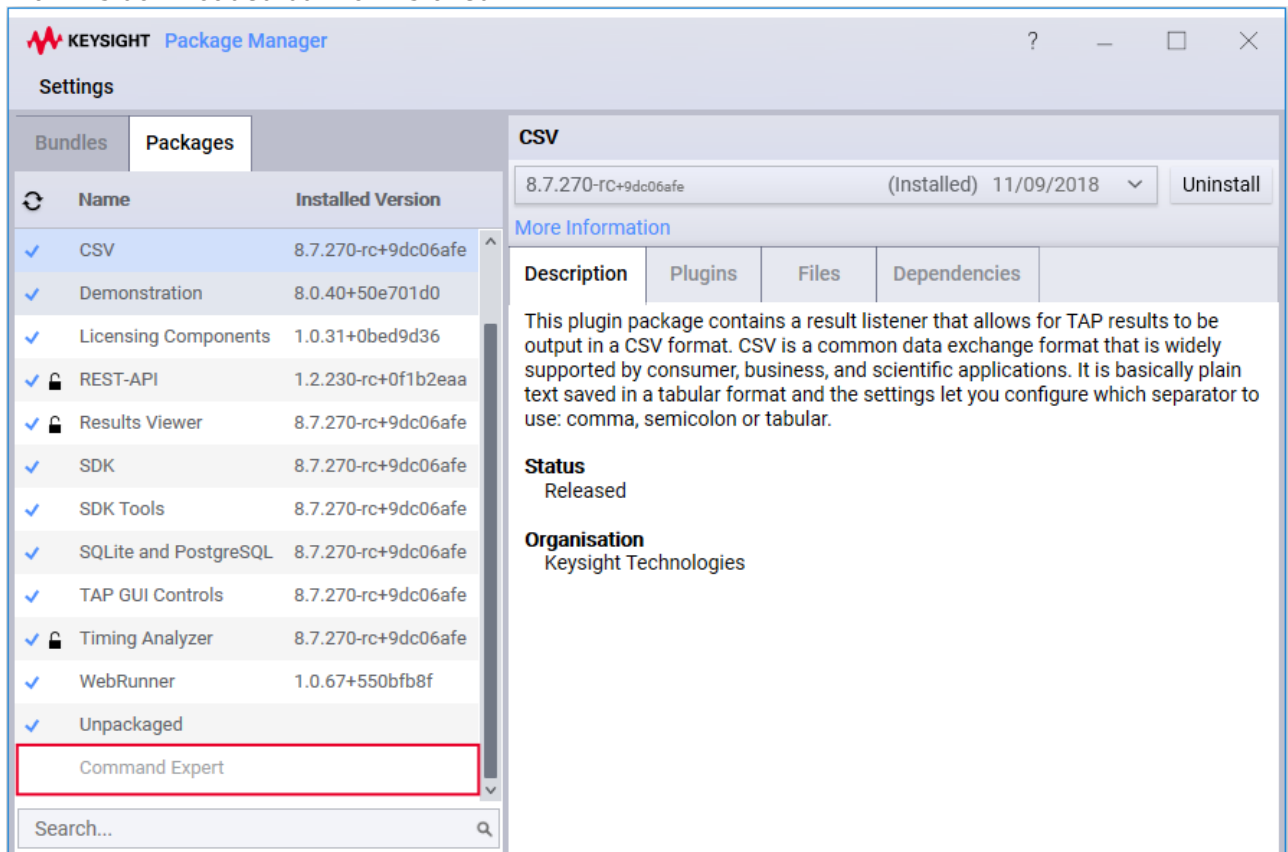 KEYSIGHT Package Manager ?
Settings
Bundles Packages
Name Installed Version
CSV 8.7.270-rc+9dc06afe
Demonstration 8.0.40+50e701d0
Licensing Components 1.0.31+0bed9d36
REST-API 1.2.230-rc+0f1b2eaa
Results Viewer 8.7.270-rc+9dc06afe
SDK 8.7.270-rc+9dc06afe
SDK Tools 8.7.270-rc+9dc06afe
SQLite and PostgreSQL 8.7.270-rc+9dc06afe
TAP GUI Controls 8.7.270-rc+9dc06afe
Timing Analyzer 8.7.270-rc+9dc06afe
WebRunner 1.0.67+550bfb8f
Unpackaged
Command Expert
Search...
CSV
8.7.270-rc+9dc06afe (Installed) 11/09/2018 Uninstall
More Information
Description Plugins Files Dependencies
This plugin package contains a result listener that allows for TAP results to be
output in a CSV format. CSV is a common data exchange format that is widely
supported by consumer, business, and scientific applications. It is basically plain
text saved in a tabular format and the settings let you configure which separator to
use: comma, semicolon or tabular.
Status
Released
Organisation
Keysight Technologies